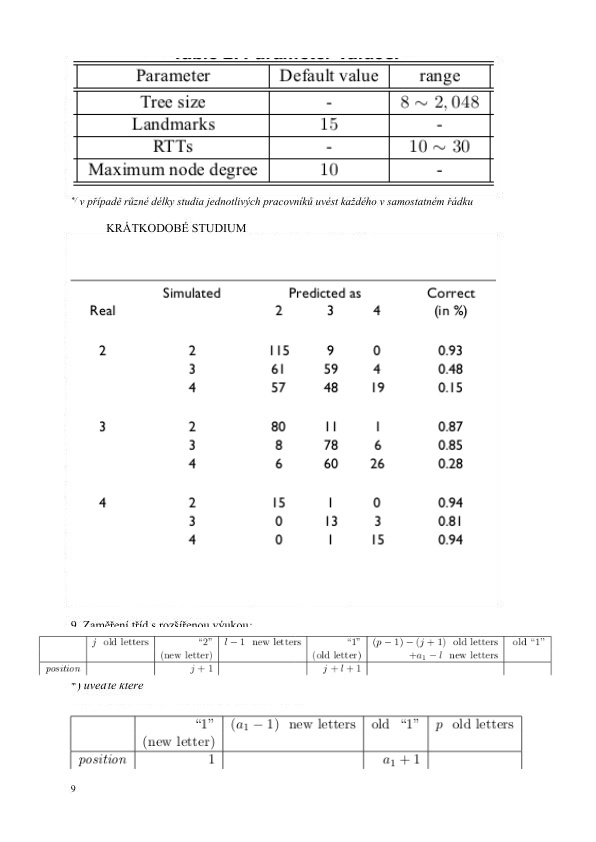 Table 2: Parameter values.
Parameter Default value range
Tree size - 8 ∼ 2, 048
Landmarks 15 -
RTTs - 10 ∼ 30
Maximum node degree 10 -
*/ v případě různé délky studia jednotlivých pracovníků uvést každého v samostatném řádku
KRÁTKODOBÉ STUDIUM
Simulated Predicted as Correct
Real 2 3 4 (in %)
2 2 115 9 0 0.93
3 61 59 4 0.48
4 57 48 19 0.15
3 2 80 11 1 0.87
3 8 78 6 0.85
4 6 60 26 0.28
4 2 15 1 0 0.94
3 0 13 3 0.81
4 0 1 15 0.94
9. Zaměření tříd s rozšířenou výukou:
j old letters “2” l − 1 new letters “1” (p − 1) − (j + 1) old letters old “1”
(new letter) (old letter) +a₁ − l new letters
position j + 1 j + l + 1
*) uveďte které
“1” (a₁ − 1) new letters old “1” p old letters
(new letter)
position 1 a₁ + 1
9